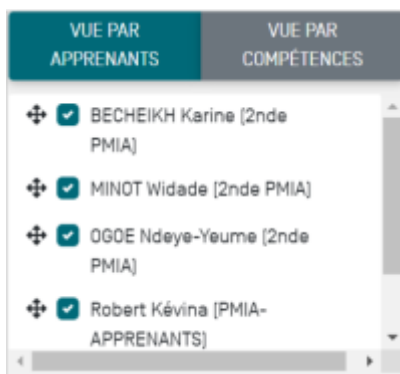 VUE PAR
APPRENANTS
VUE PAR
COMPÉTENCES
BECHEIKH Karine (2nde
PMIA)
MINOT Widade (2nde PMIA)
OGOE Ndeye-Yeume (2nde
PMIA)
Robert Kévina (PMIA-
APPRENANTS)